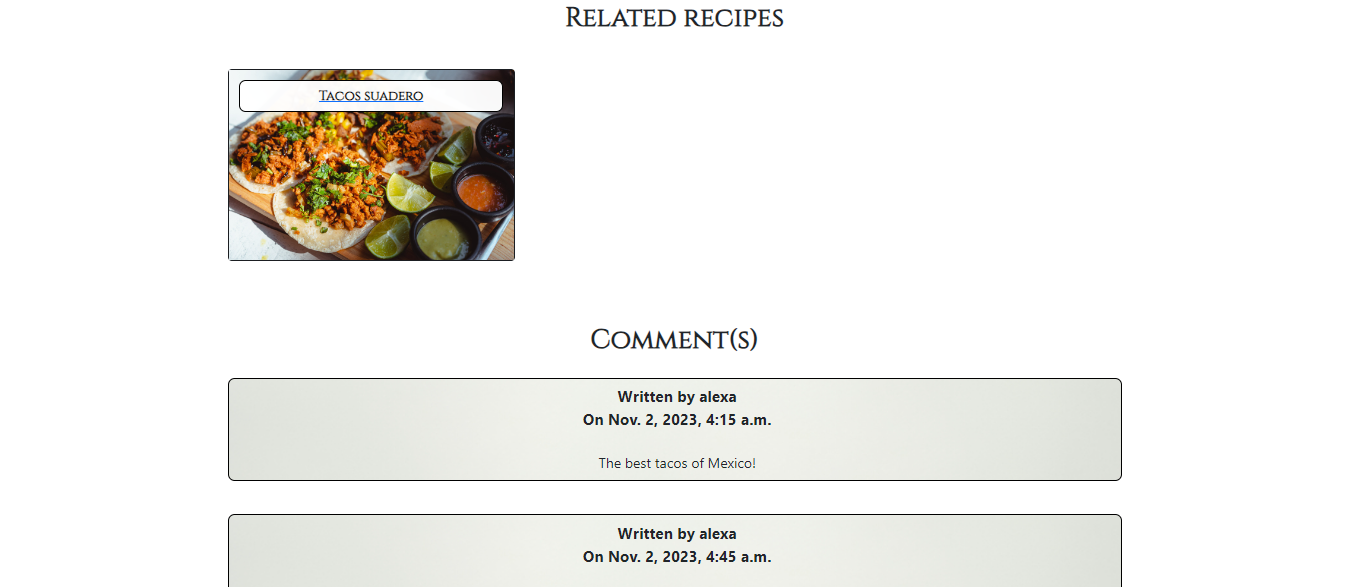 Related recipes
Tacos suadero
Comment(s)
Written by alexa
On Nov. 2, 2023, 4:15 a.m.
The best tacos of Mexico!
Written by alexa
On Nov. 2, 2023, 4:45 a.m.